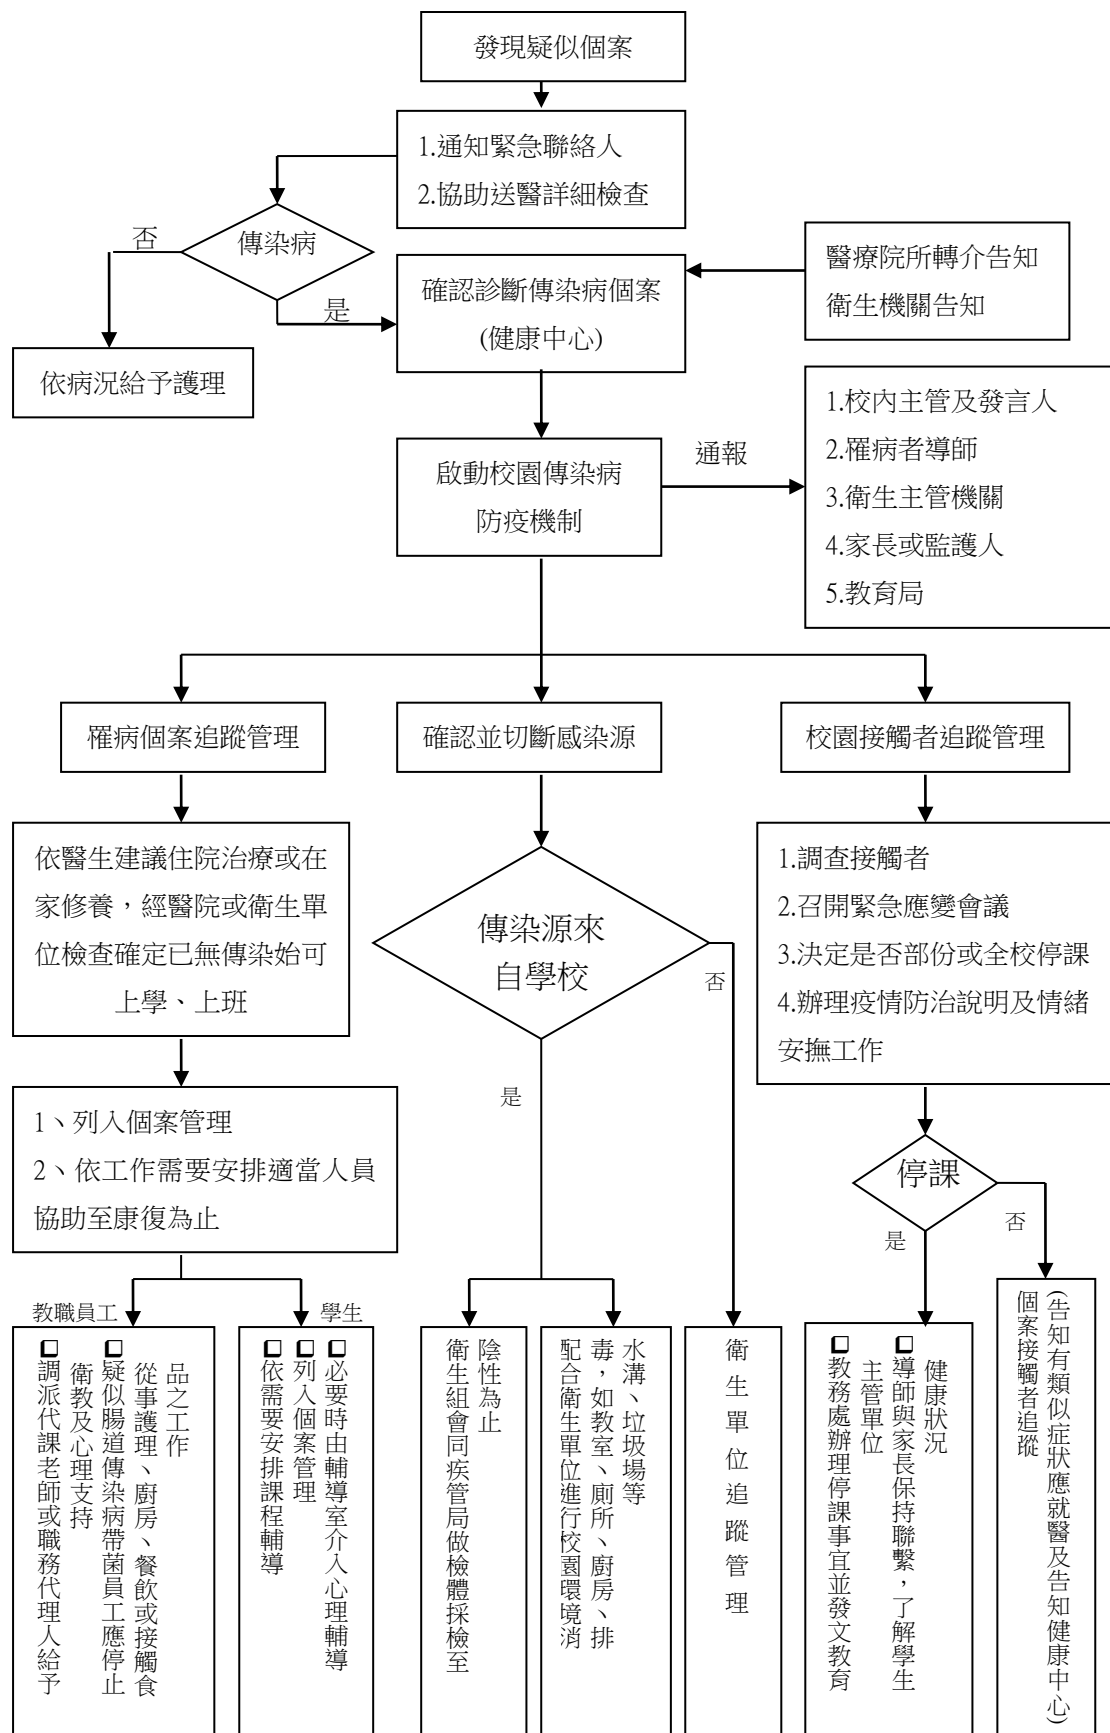 發現疑似個案
1.通知緊急聯絡人
2.協助送醫詳細檢查
傳染病
否
是
醫療院所轉介告知
衛生機關告知
確認診斷傳染病個案
(健康中心)
依病況給予護理
啟動校園傳染病
防疫機制
通報
1.校內主管及發言人
2.罹病者導師
3.衛生主管機關
4.家長或監護人
5.教育局
罹病個案追蹤管理
確認並切斷感染源
校園接觸者追蹤管理
依醫生建議住院治療或在
家修養，經醫院或衛生單
位檢查確定已無傳染始可
上學、上班
傳染源來
自學校
否
是
1.調查接觸者
2.召開緊急應變會議
3.決定是否部份或全校停課
4.辦理疫情防治說明及情緒
安撫工作
1、列入個案管理
2、依工作需要安排適當人員
協助至康復為止
停課
否
是
教職員工
學生
❑調派代課老師或職務代理人給予
衛教及心理支持
❑疑似腸道傳染病帶菌員工應停止
從事護理、廚房、餐飲或接觸食
品之工作
❑依需要安排課程輔導
❑列入個案管理
❑必要時由輔導室介入心理輔導
衛生組會同疾管局做檢體採檢至
陰性為止
配合衛生單位進行校園環境消
毒，如教室、廁所、廚房、排
水溝、垃圾場等
衛生單位追蹤管理
❑教務處辦理停課事宜並發文教育
主管單位
❑導師與家長保持聯繫，了解學生
健康狀況
個案接觸者追蹤
(告知有類似症狀應就醫及告知健康中心)